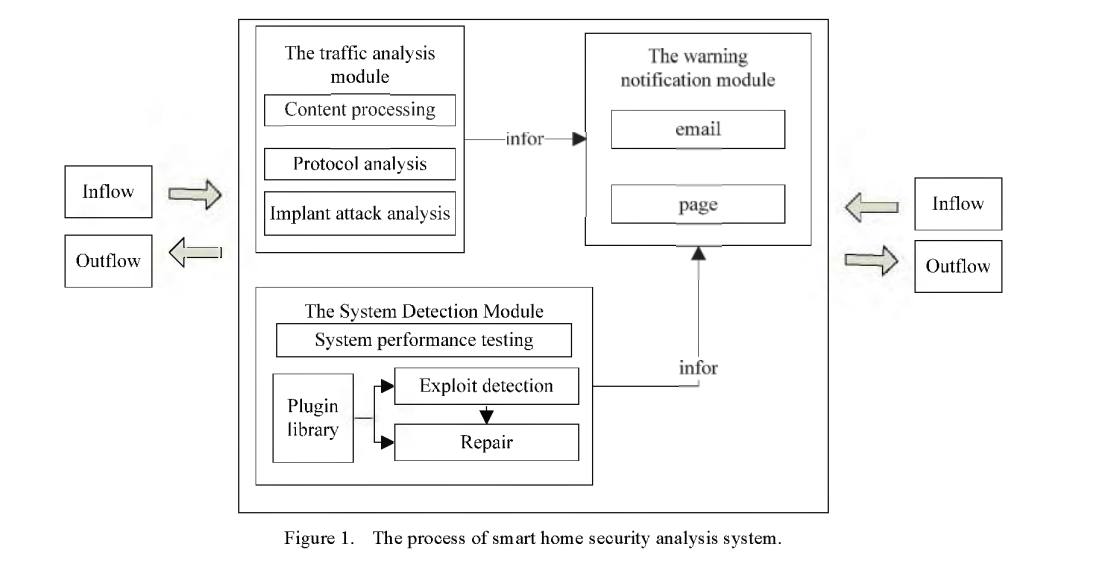 The traffic analysis
module
Content processing
Protocol analysis
Implant attack analysis
infor
The warning
notification module
email
page
Inflow
Outflow
Inflow
Outflow
The System Detection Module
System performance testing
Plugin
library
Exploit detection
Repair
infor
Figure 1. The process of smart home security analysis system.